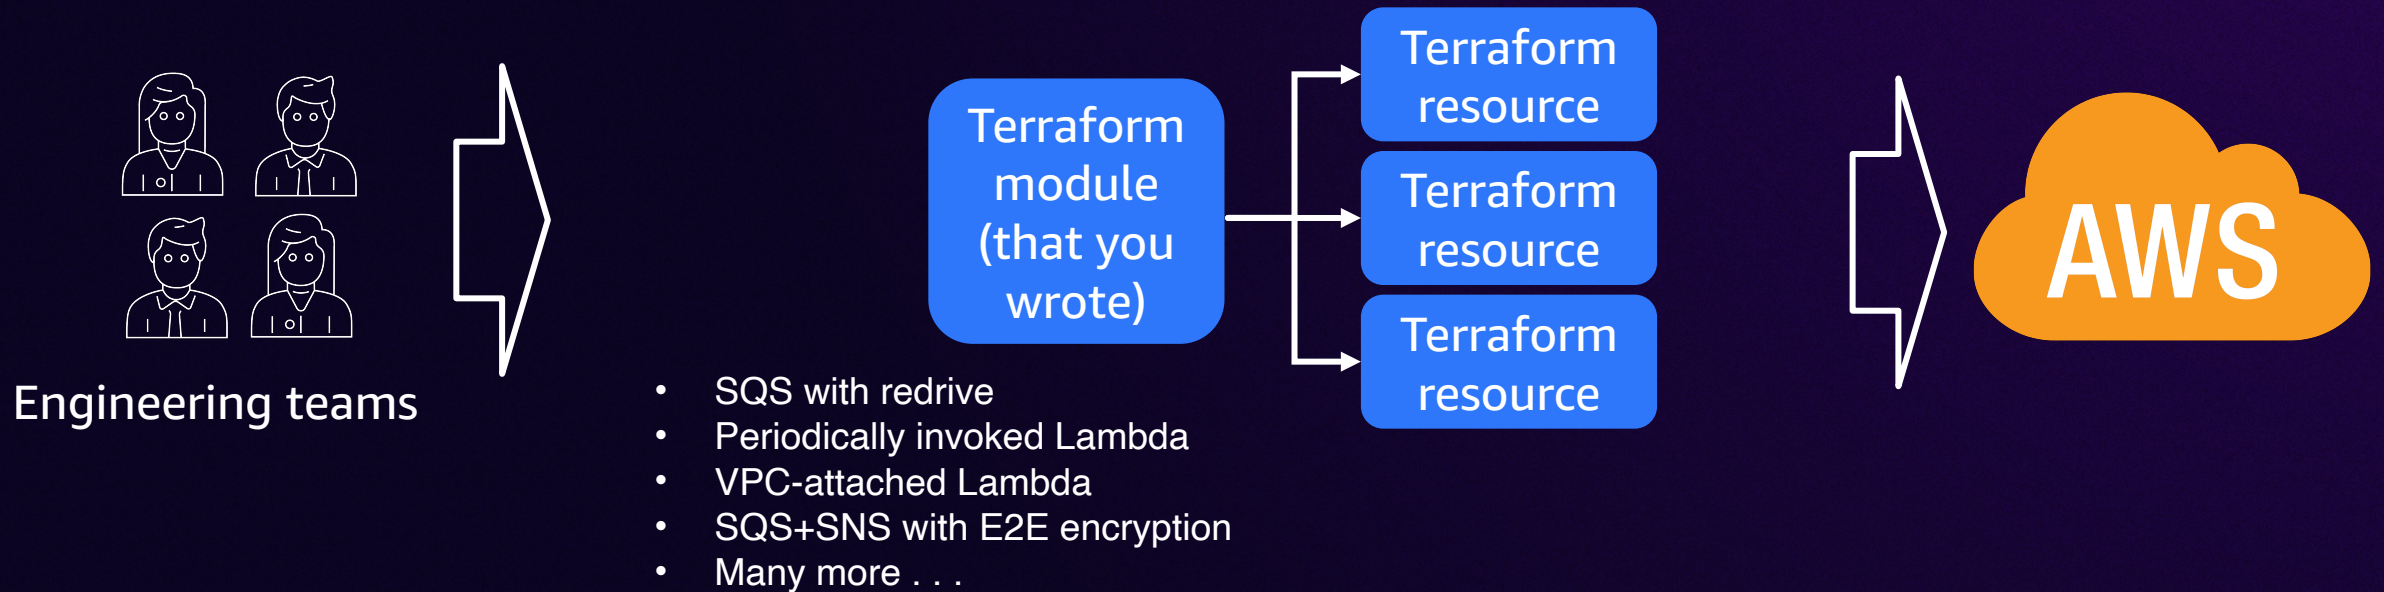 Engineering teams
Terraform
module
(that you
wrote)
Terraform
resource
Terraform
resource
Terraform
resource
AWS
• SQS with redrive
• Periodically invoked Lambda
• VPC-attached Lambda
• SQS+SNS with E2E encryption
• Many more . . .